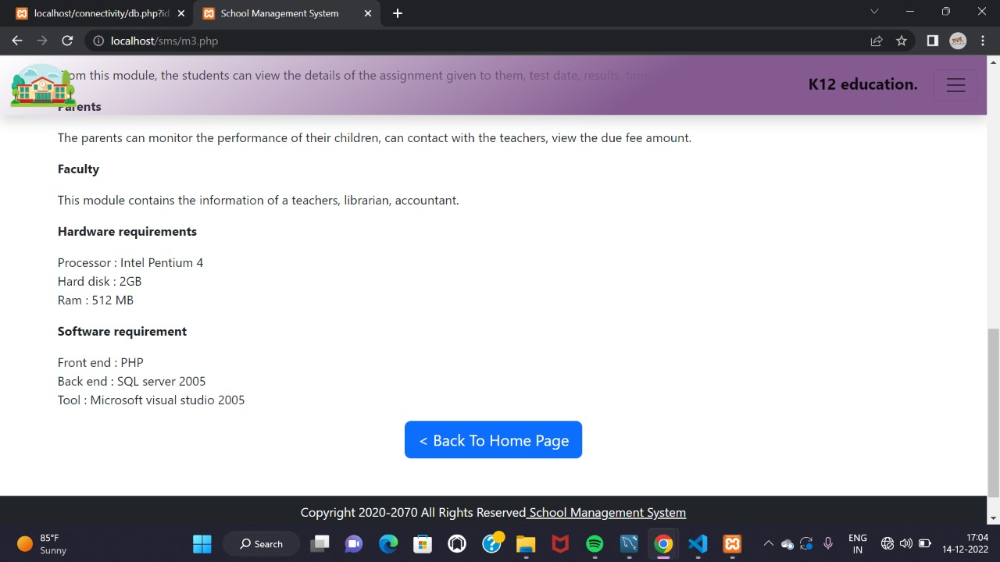 localhost/connectivity/db.php?id
School Management System
localhost/sms/m3.php
om this module, the students can view the details of the assignment given to them, test date, results, time
K12 education.
Parents
The parents can monitor the performance of their children, can contact with the teachers, view the due fee amount.
Faculty
This module contains the information of a teachers, librarian, accountant.
Hardware requirements
Processor : Intel Pentium 4
Hard disk : 2GB
Ram : 512 MB
Software requirement
Front end : PHP
Back end : SQL server 2005
Tool : Microsoft visual studio 2005
< Back To Home Page
Copyright 2020-2070 All Rights Reserved School Management System
85°F
Sunny
Search
ENG
IN
17:04
14-12-2022